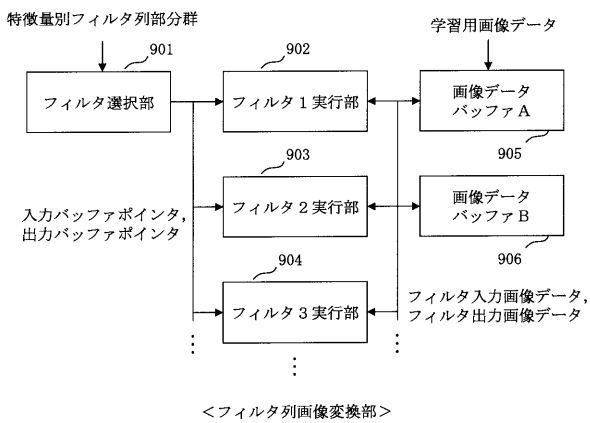 特徴量別フィルタ列部分群
901
フィルタ選択部
902
フィルタ１実行部
学習用画像データ
画像データ
バッファＡ
905
903
フィルタ２実行部
画像データ
バッファＢ
906
入力バッファポインタ,
出力バッファポインタ
904
フィルタ３実行部
フィルタ入力画像データ,
フィルタ出力画像データ
＜フィルタ列画像変換部＞